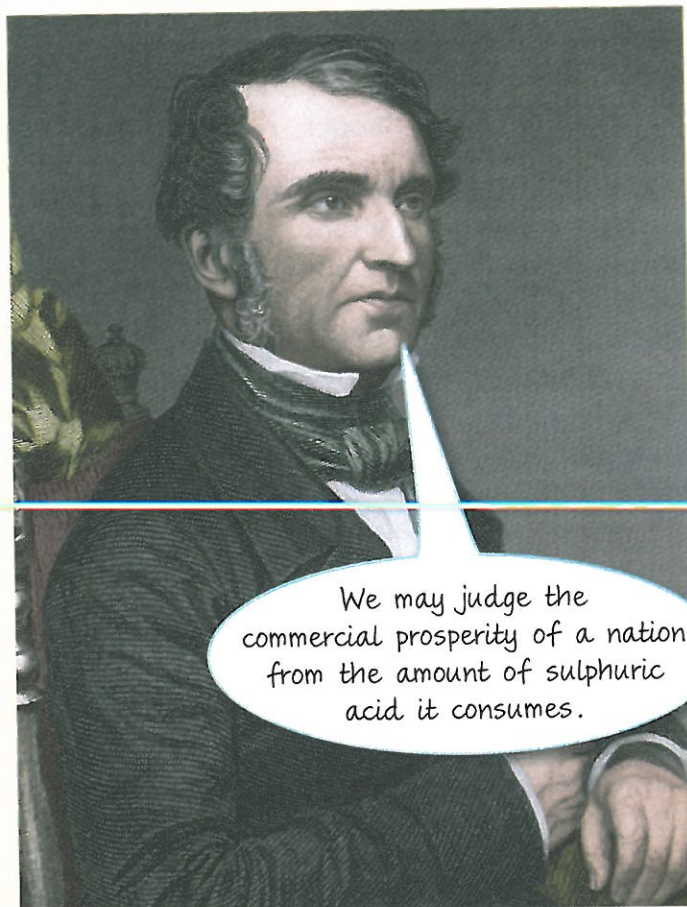 We may judge the
commercial prosperity of a nation
from the amount of sulphuric
acid it consumes.